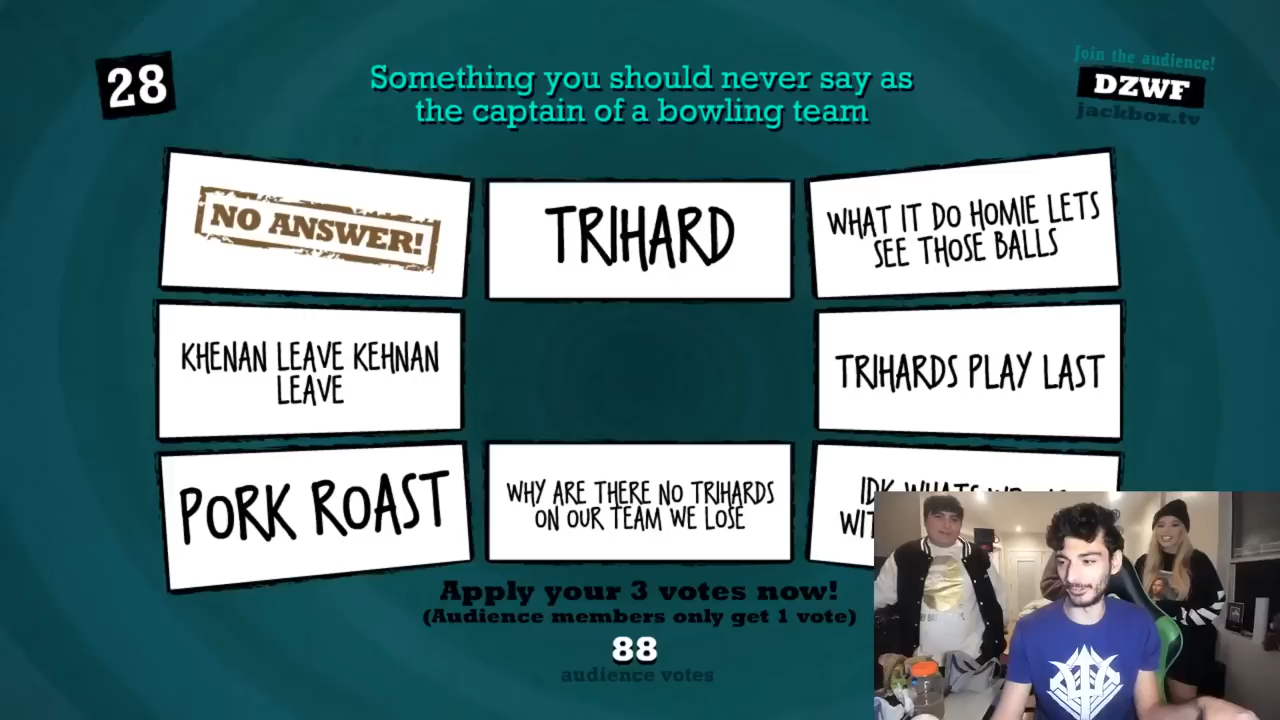 28
Something you should never say as
the captain of a bowling team
Join the audience!
DZWF
jackbox.tv
NO ANSWER!
TRIHARD
WHAT IT DO HOMIE LETS
SEE THOSE BALLS
KHENAN LEAVE KEHNAN
LEAVE
TRIHARDS PLAY LAST
PORK ROAST
WHY ARE THERE NO TRIHARDS
ON OUR TEAM WE LOSE
IDK WHATS
Apply your 3 votes now!
(Audience members only get 1 vote)
88
audience votes